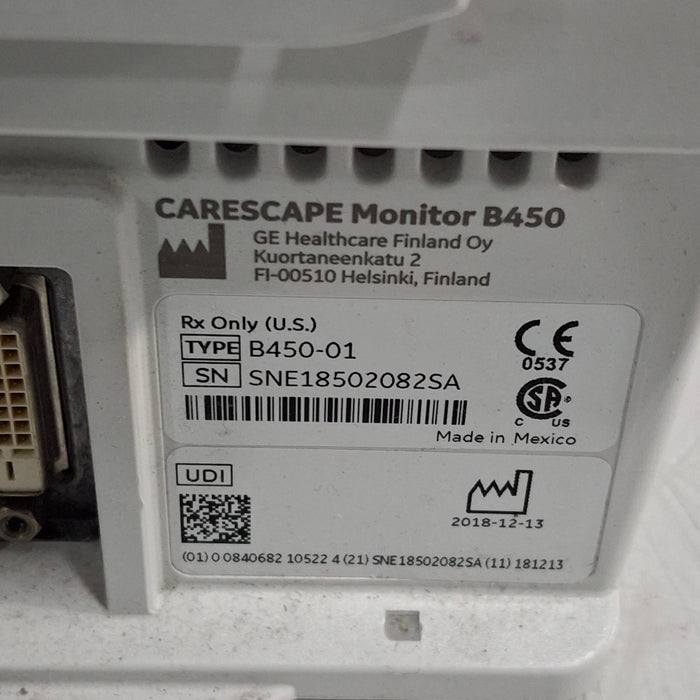 CARESCAPE Monitor B450
GE Healthcare Finland Oy
Kuortaneenkatu 2
FI-00510 Helsinki, Finland
Rx Only (U.S.)
TYPE B450-01
SN SNE18502082SA
CE
0537
SA
C US
Made in Mexico
UDI
2018-12-13
(01) 0 0840682 10522 4 (21) SNE18502082SA (11) 181213